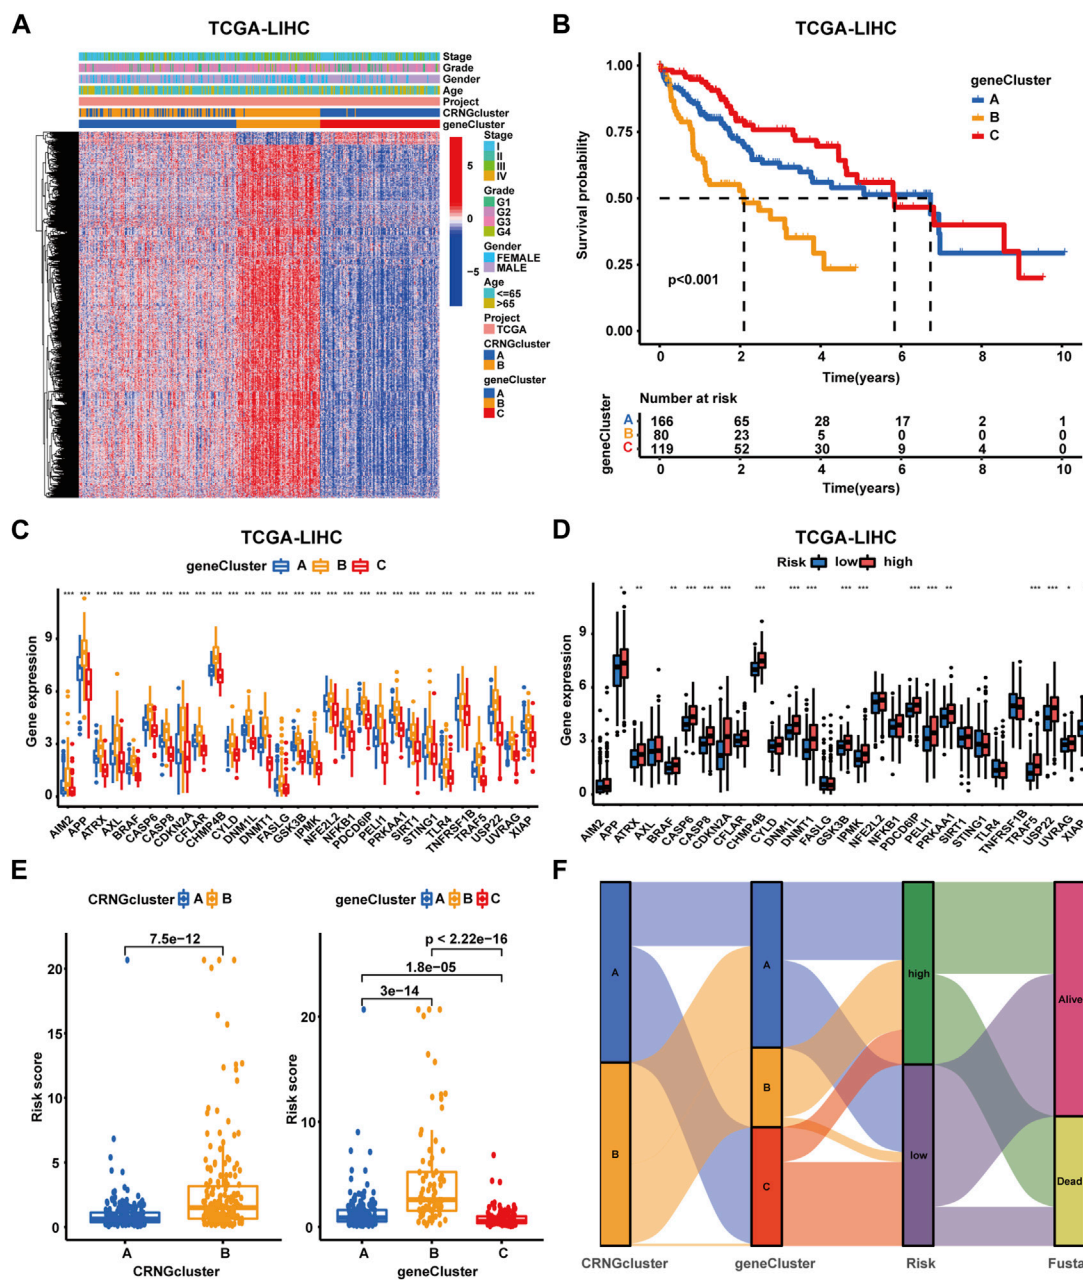 A
TCGA-LIHC
Stage
Grade
Gender
Age
Project
CRNGcluster
geneCluster
5
0
−5
Stage
I
II
III
IV
Grade
G1
G2
G3
G4
Gender
FEMALE
MALE
Age
<=65
>65
Project
TCGA
CRNGcluster
A
B
geneCluster
A
B
C
B
TCGA-LIHC
geneCluster
A
B
C
Survival probability
1.00
0.75
0.50
0.25
0.00
p<0.001
0 2 4 6 8 10
Time(years)
Number at risk
geneCluster
A 166 65 28 17 2 1
B 80 23 5 0 0 0
C 119 52 30 9 4 0
0 2 4 6 8 10
Time(years)
C
TCGA-LIHC
geneCluster A B C
Gene expression
9
6
3
0
*** *** *** *** *** *** *** *** *** *** *** *** *** *** *** *** *** *** *** *** *** *** *** *** ** *** *** *** ***
AIM2 APP ATRX AXL BRAF CASP6 CASP8 CDKN2A CFLAR CHMP4B CYLD DNM1L DNMT1 FASLG GSK3B IPMK NFE2L2 NFKB1 PDCD6IP PELI1 PRKAA1 SIRT1 STING1 TLR4 TNFRSF1B TRAF5 USP22 UVRAG XIAP
D
TCGA-LIHC
Risk low high
Gene expression
9
6
3
0
* ** ** *** *** *** *** *** *** *** *** ** *** ** *** *** * ***
AIM2 APP ATRX AXL BRAF CASP6 CASP8 CDKN2A CFLAR CHMP4B CYLD DNM1L DNMT1 FASLG GSK3B IPMK NFE2L2 NFKB1 PDCD6IP PELI1 PRKAA1 SIRT1 STING1 TLR4 TNFRSF1B TRAF5 USP22 UVRAG XIAP
E
CRNGcluster A B
7.5e−12
Risk score
20
15
10
5
0
A B
CRNGcluster
geneCluster A B C
p < 2.22e−16
1.8e−05
3e−14
Risk score
20
10
0
A B C
geneCluster
F
A
B
A
B
C
high
low
Alive
Dead
CRNGcluster geneCluster Risk Fusta